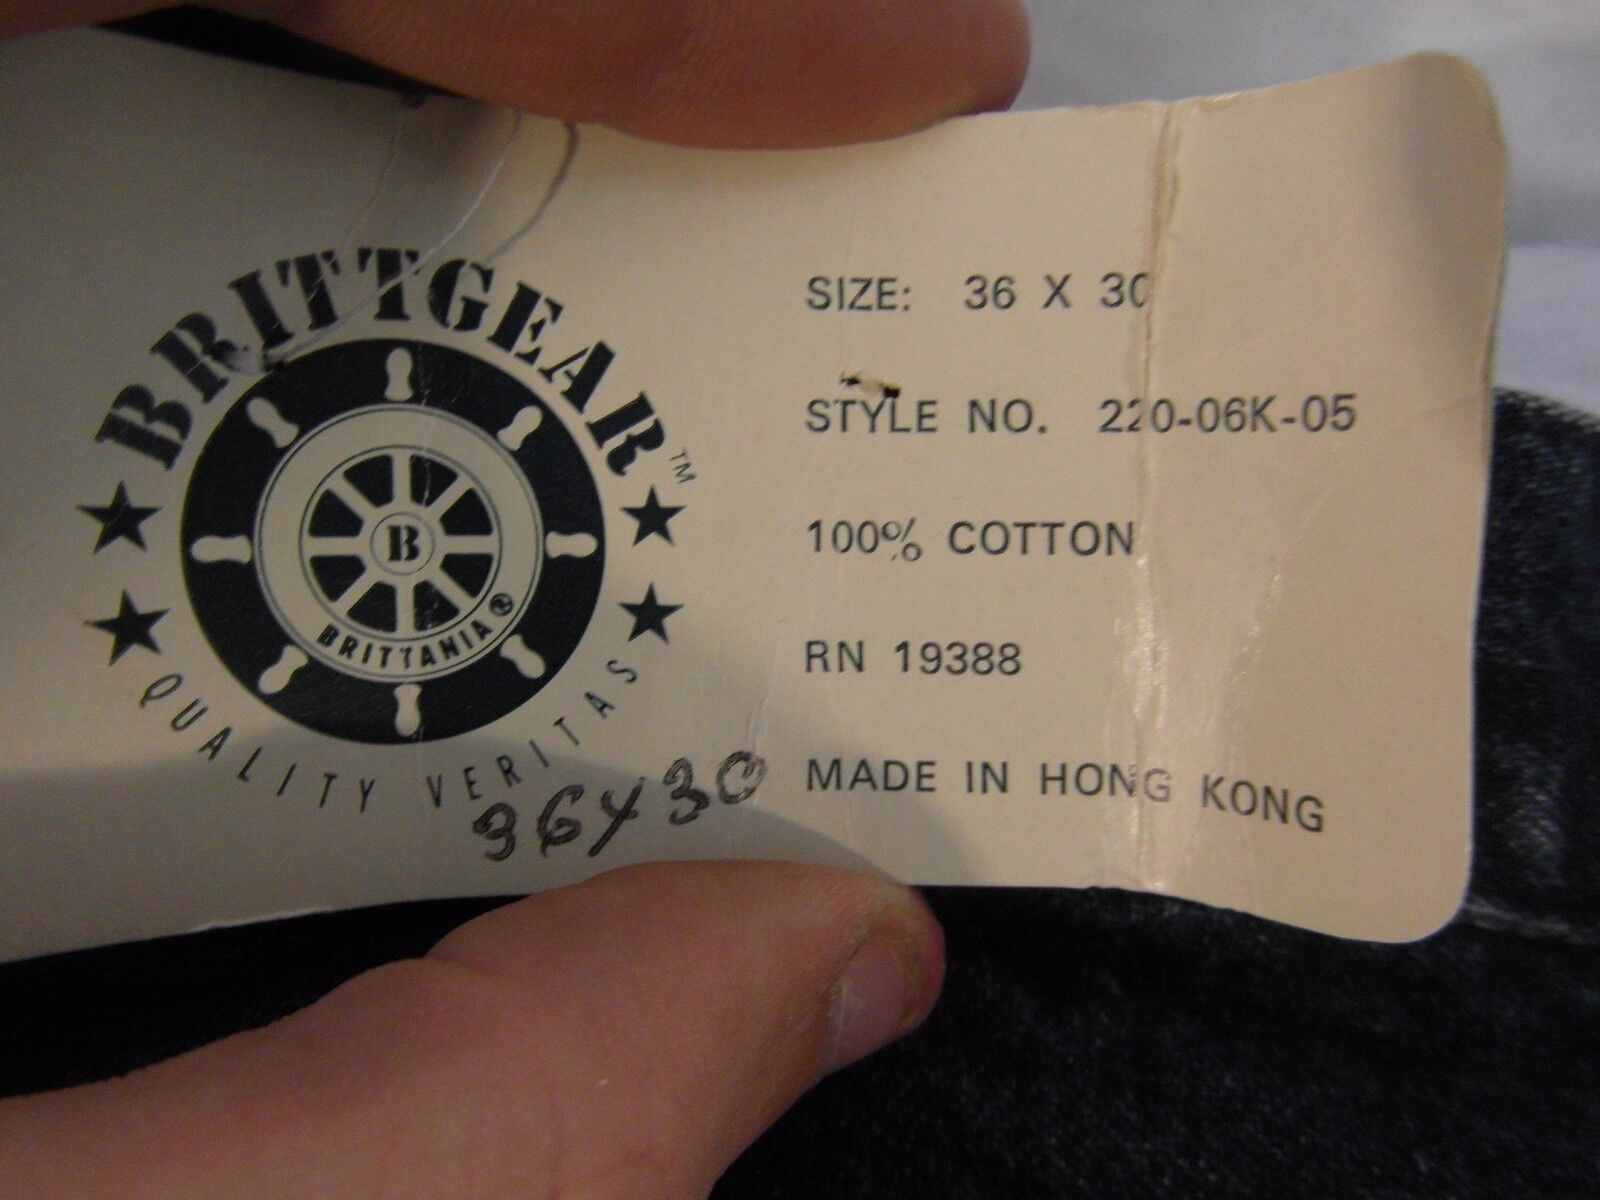 BRITTGEAR™
B
BRITTANIA®
QUALITY VERITAS
36X30
SIZE: 36 X 30
STYLE NO. 220-06K-05
100% COTTON
RN 19388
MADE IN HONG KONG